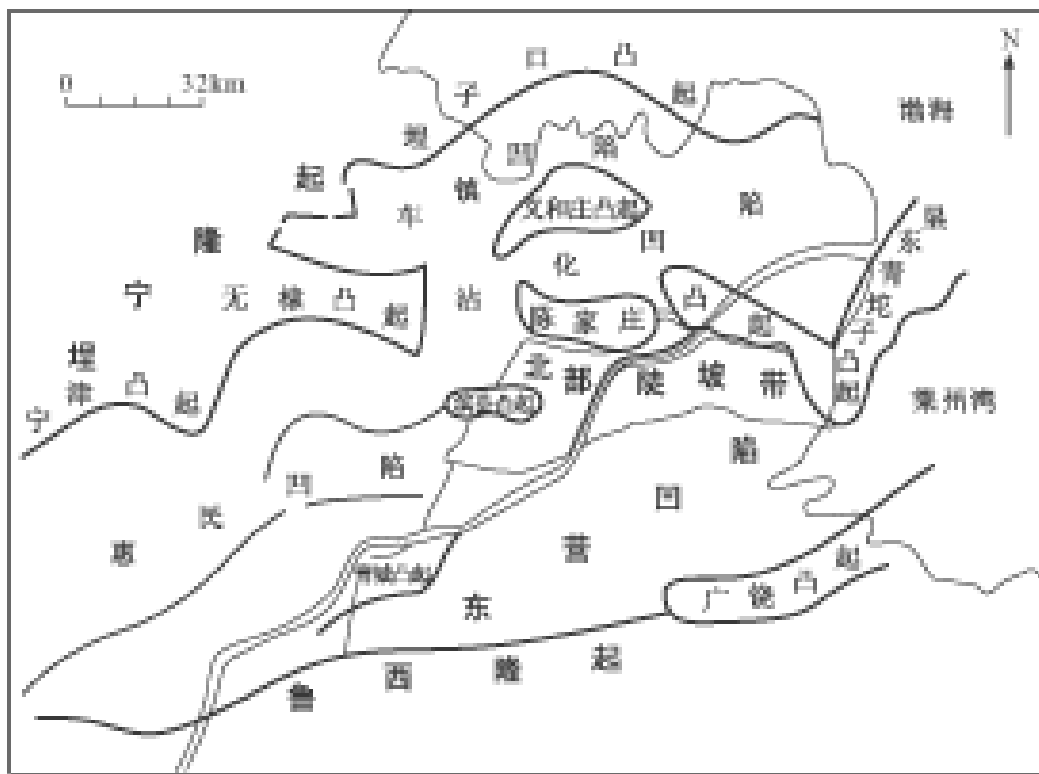 0 32km
N
埕子口凸起
渤海
车镇凹陷
义和庄凸起
埕宁隆起
沾化凹陷
垦东青坨子凸起
无棣凸起
陈家庄凸起
宁津凸起
北部陡坡带
莱州湾
惠民凹陷
东营凹陷
广饶凸起
鲁西隆起